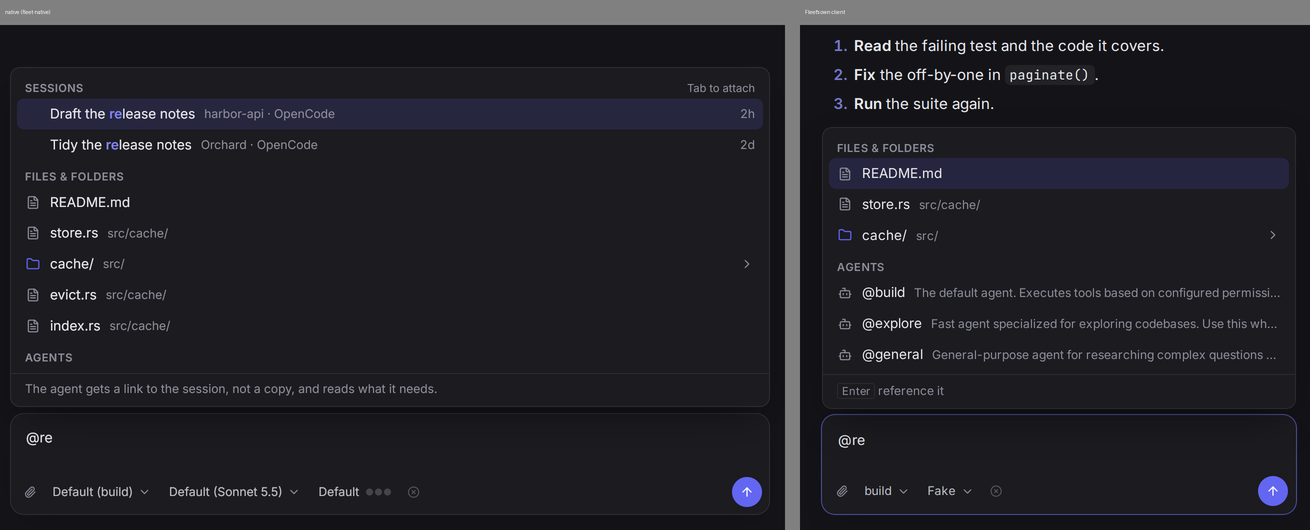 native (fleet-native)
SESSIONS Tab to attach
Draft the release notes harbor-api · OpenCode 2h
Tidy the release notes Orchard · OpenCode 2d
FILES & FOLDERS
README.md
store.rs src/cache/
cache/ src/
evict.rs src/cache/
index.rs src/cache/
AGENTS
The agent gets a link to the session, not a copy, and reads what it needs.
@re
Default (build) Default (Sonnet 5.5) Default
Fleet's own client
1. Read the failing test and the code it covers.
2. Fix the off-by-one in paginate().
3. Run the suite again.
FILES & FOLDERS
README.md
store.rs src/cache/
cache/ src/
AGENTS
@build The default agent. Executes tools based on configured permissi...
@explore Fast agent specialized for exploring codebases. Use this wh...
@general General-purpose agent for researching complex questions ...
Enter reference it
@re
build Fake